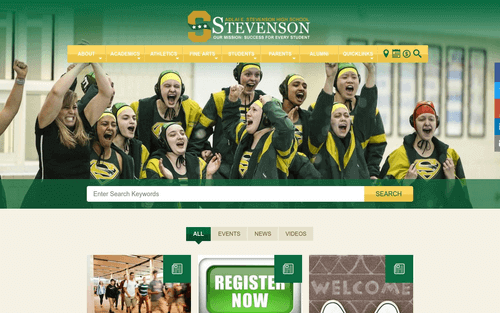 ADLAI E. STEVENSON HIGH SCHOOL
STEVENSON
OUR MISSION: SUCCESS FOR EVERY STUDENT
ABOUT ACADEMICS ATHLETICS FINE ARTS STUDENTS PARENTS ALUMNI QUICKLINKS
Enter Search Keywords SEARCH
ALL EVENTS NEWS VIDEOS
REGISTER
NOW
WELCOME